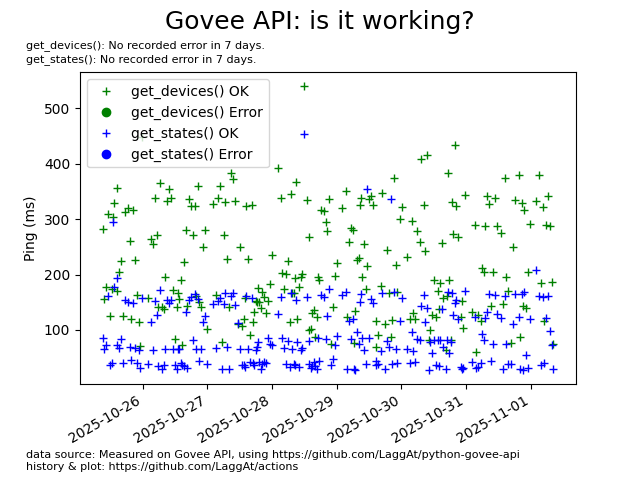 Govee API: is it working?
get_devices(): No recorded error in 7 days.
get_states(): No recorded error in 7 days.
get_devices() OK
get_devices() Error
get_states() OK
get_states() Error
Ping (ms)
500
400
300
200
100
2025-10-26
2025-10-27
2025-10-28
2025-10-29
2025-10-30
2025-10-31
2025-11-01
data source: Measured on Govee API, using https://github.com/LaggAt/python-govee-api
history & plot: https://github.com/LaggAt/actions